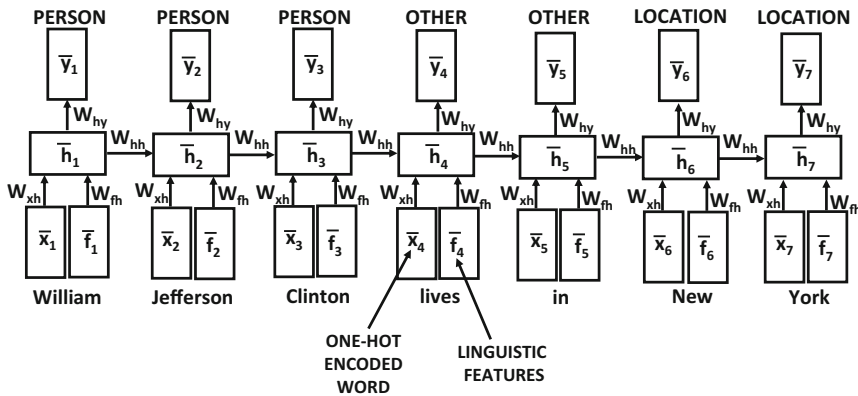 PERSON PERSON PERSON OTHER OTHER LOCATION LOCATION
y̅1 y̅2 y̅3 y̅4 y̅5 y̅6 y̅7
Why Why Why Why Why Why Why
h̅1 Whh h̅2 Whh h̅3 Whh h̅4 Whh h̅5 Whh h̅6 Whh h̅7
Wxh Wfh Wxh Wfh Wxh Wfh Wxh Wfh Wxh Wfh Wxh Wfh Wxh Wfh
x̅1 f̅1 x̅2 f̅2 x̅3 f̅3 x̅4 f̅4 x̅5 f̅5 x̅6 f̅6 x̅7 f̅7
William Jefferson Clinton lives in New York
ONE-HOT
ENCODED
WORD
LINGUISTIC
FEATURES